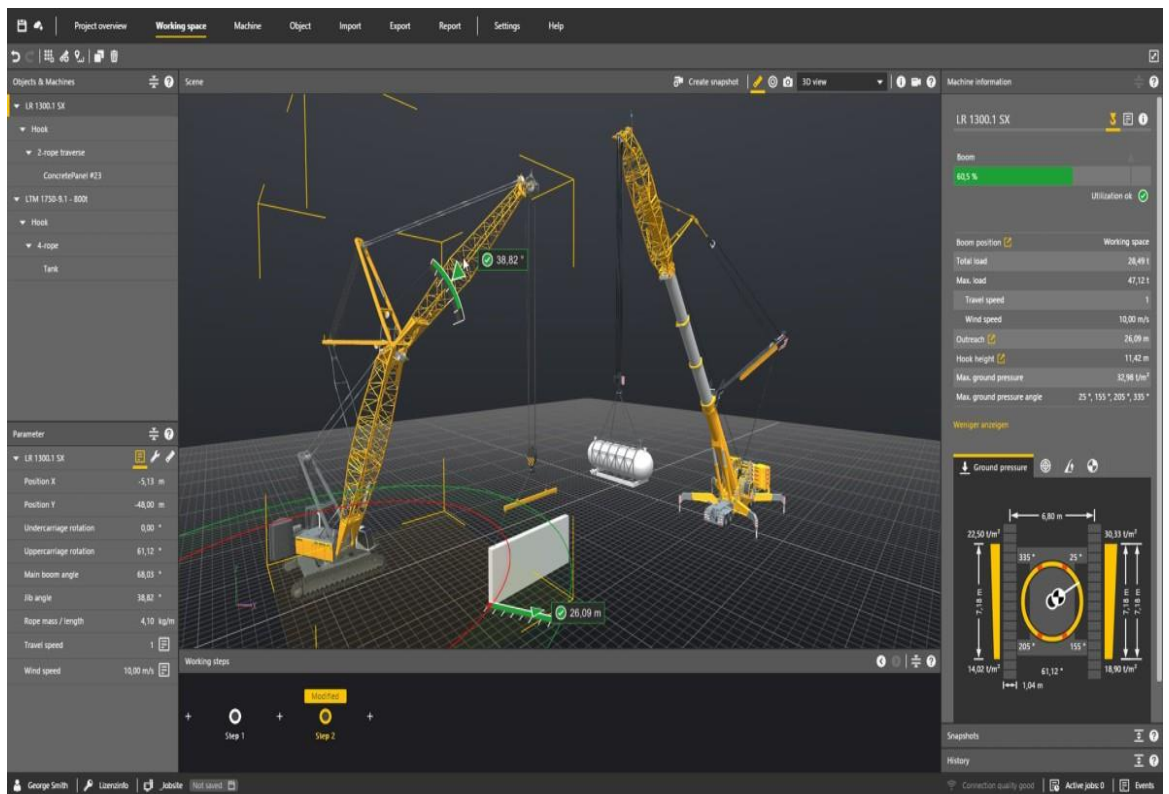 Project overview Working space Machine Object Import Export Report Settings Help
Objects & Machines
LR 1300.1 SX
Hook
2-rope traverse
ConcretePanel #23
LTM 1750-9.1 - 800t
Hook
4-rope
Tank
Parameter
LR 1300.1 SX
Position X -5,13 m
Position Y -48,00 m
Undercarriage rotation 0,00 °
Uppercarriage rotation 61,12 °
Main boom angle 68,03 °
Jib angle 38,82 °
Rope mass / length 4,10 kg/m
Travel speed 1
Wind speed 10,00 m/s
Scene Create snapshot 3D view
38,82 °
26,09 m
Working steps
Modified
Step 1 Step 2
Machine information
LR 1300.1 SX
Boom
60,5 %
Utilization ok
Boom position Working space
Total load 28,49 t
Max. load 47,12 t
Travel speed 1
Wind speed 10,00 m/s
Outreach 26,09 m
Hook height 11,42 m
Max. ground pressure 32,98 t/m²
Max. ground pressure angle 25 °, 155 °, 205 °, 335 °
Weniger anzeigen
Ground pressure
6,80 m
22,50 t/m² 30,33 t/m²
335 ° 25 °
7,18 m 7,18 m 7,18 m
205 ° 155 °
14,02 t/m² 61,12 ° 18,90 t/m²
1,04 m
Snapshots
History
George Smith Lizenzinfo Jobsite Not saved Connection quality good Active jobs: 0 Events